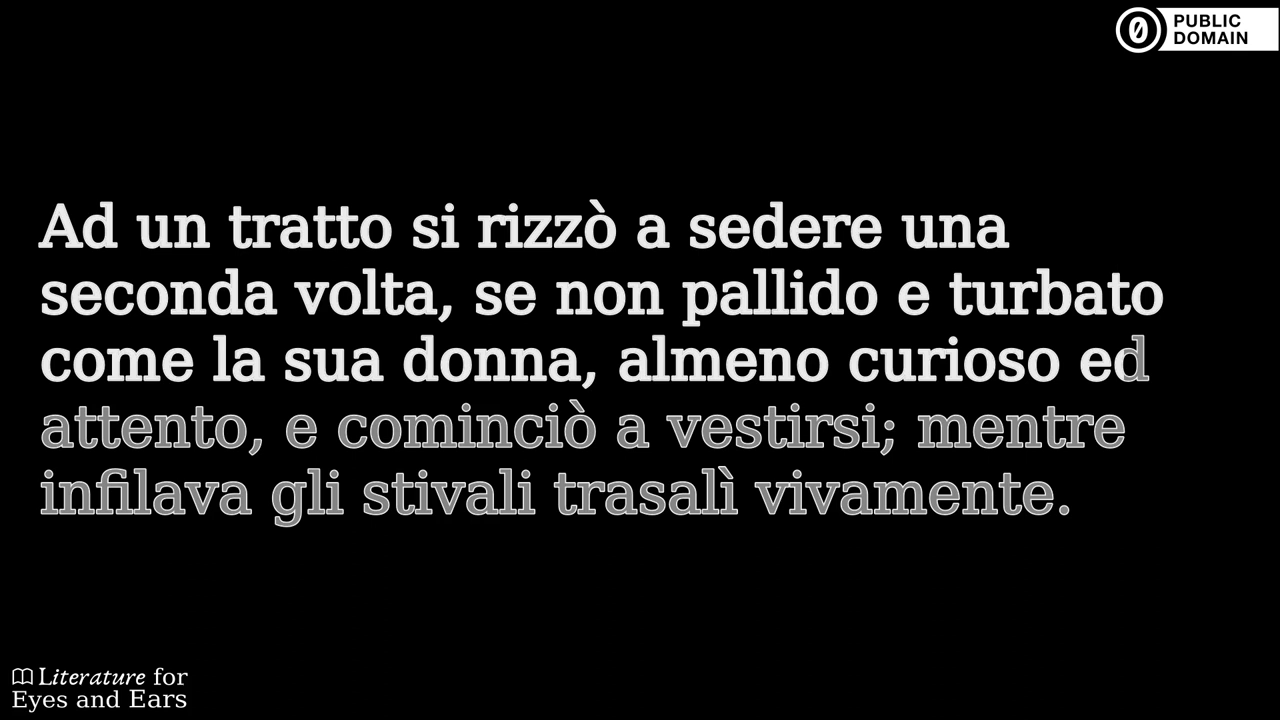 PUBLIC
DOMAIN
Ad un tratto si rizzò a sedere una
seconda volta, se non pallido e turbato
come la sua donna, almeno curioso ed
attento, e cominciò a vestirsi; mentre
infilava gli stivali trasalì vivamente.
Literature for
Eyes and Ears